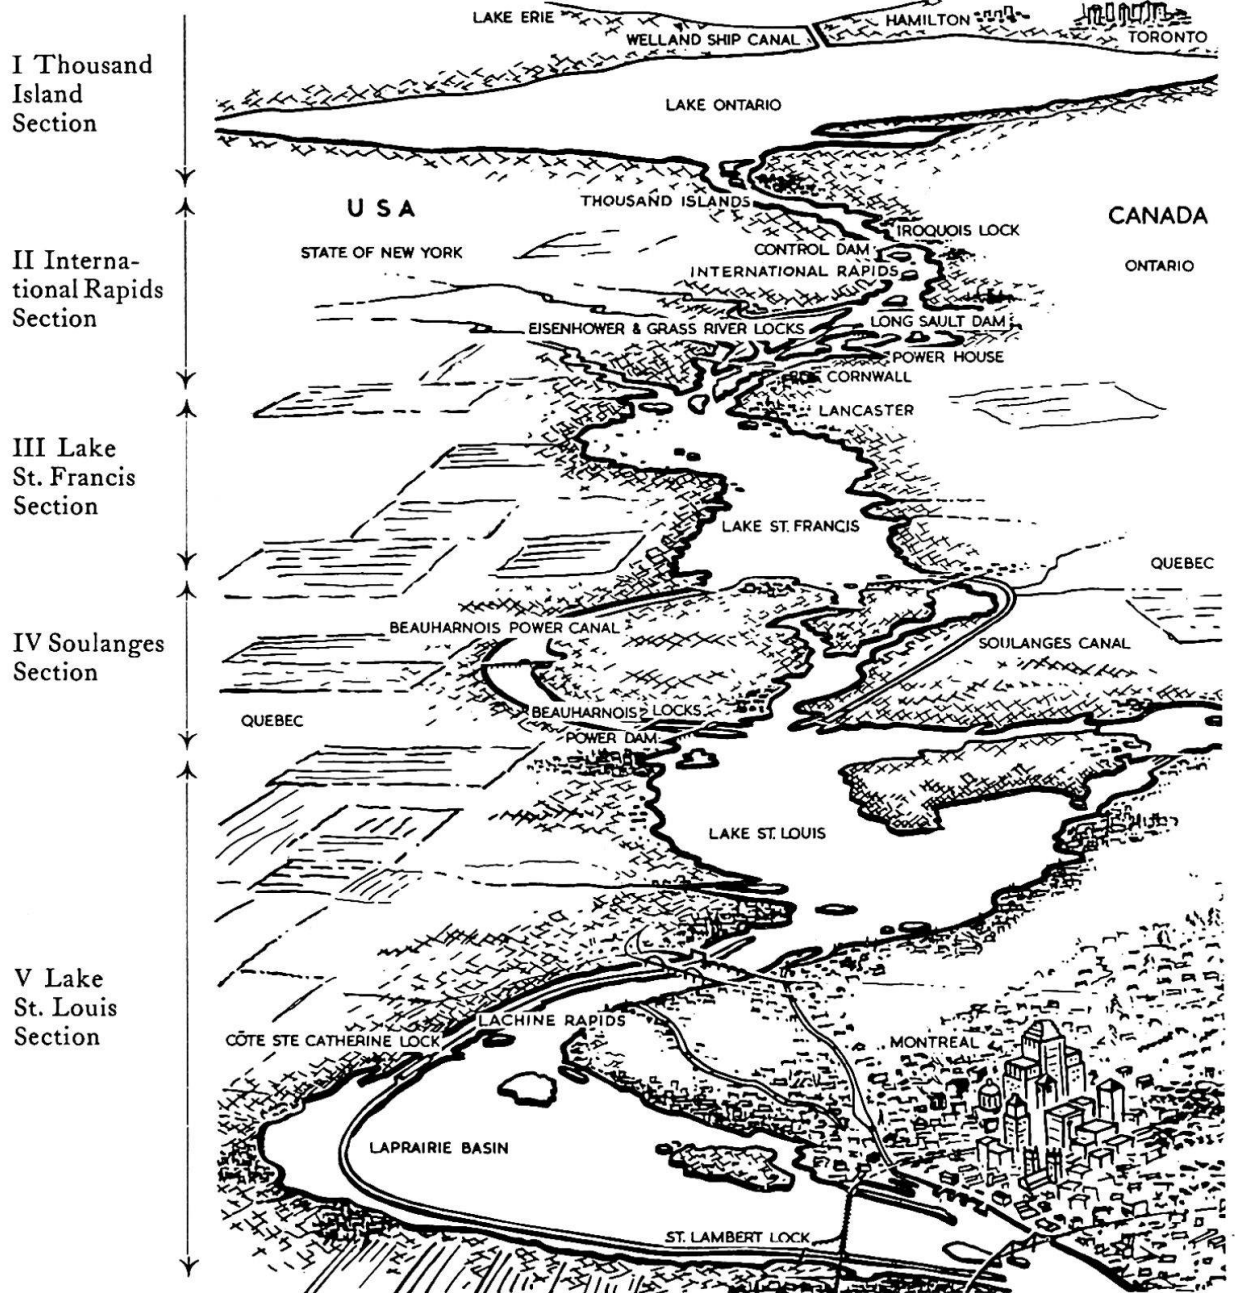 LAKE ERIE
HAMILTON
WELLAND SHIP CANAL
TORONTO
I Thousand
Island
Section
LAKE ONTARIO
THOUSAND ISLANDS
USA
CANADA
IROQUOIS LOCK
STATE OF NEW YORK
CONTROL DAM
ONTARIO
II Interna-
tional Rapids
Section
INTERNATIONAL RAPIDS
EISENHOWER & GRASS RIVER LOCKS
LONG SAULT DAM
POWER HOUSE
CORNWALL
LANCASTER
III Lake
St. Francis
Section
LAKE ST. FRANCIS
QUEBEC
BEAUHARNOIS POWER CANAL
SOULANGES CANAL
IV Soulanges
Section
QUEBEC
BEAUHARNOIS LOCKS
POWER DAM
LAKE ST. LOUIS
V Lake
St. Louis
Section
LACHINE RAPIDS
CÔTE STE CATHERINE LOCK
MONTREAL
LAPRAIRIE BASIN
ST. LAMBERT LOCK